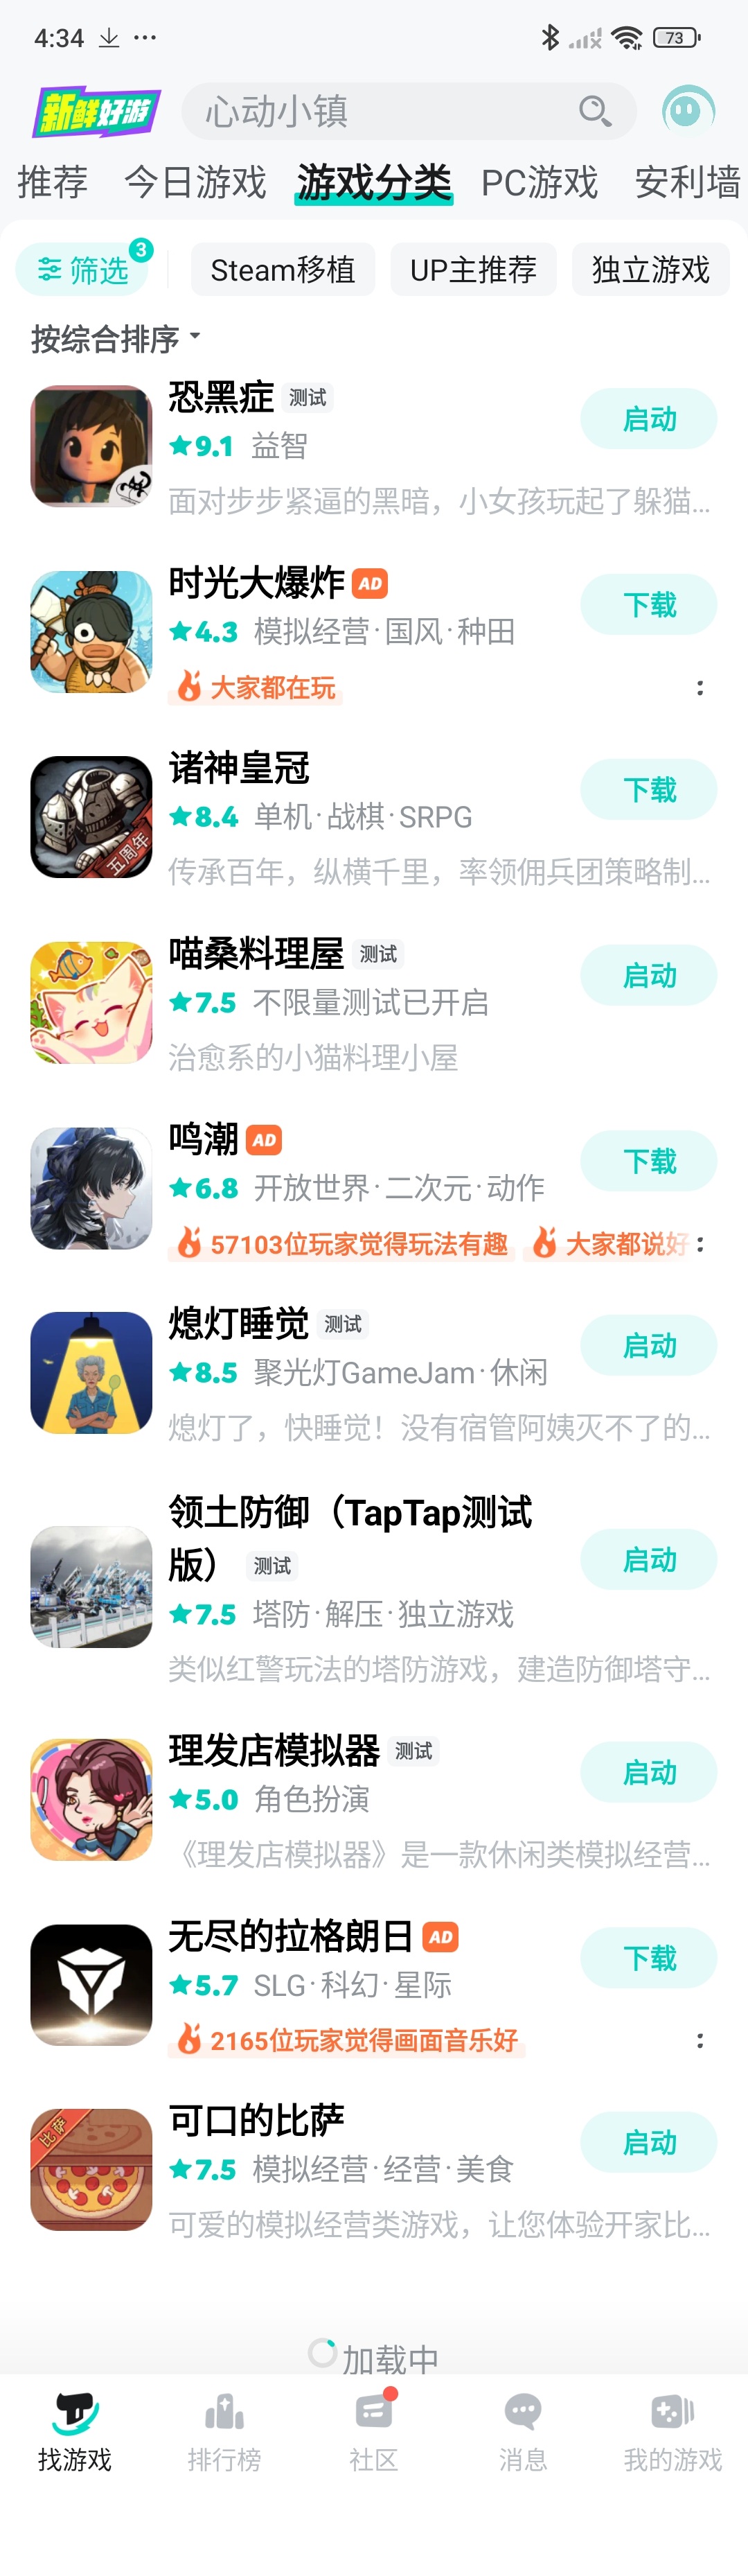 4:34
73
新鲜好游
心动小镇
推荐 今日游戏 游戏分类 PC游戏 安利墙
筛选 3 Steam移植 UP主推荐 独立游戏
按综合排序
恐黑症 测试
9.1 益智
启动
面对步步紧逼的黑暗，小女孩玩起了躲猫...
时光大爆炸 AD
4.3 模拟经营·国风·种田
下载
大家都在玩
诸神皇冠
8.4 单机·战棋·SRPG
下载
五周年
传承百年，纵横千里，率领佣兵团策略制...
喵桑料理屋 测试
7.5 不限量测试已开启
启动
治愈系的小猫料理小屋
鸣潮 AD
6.8 开放世界·二次元·动作
下载
57103位玩家觉得玩法有趣 大家都说好
熄灯睡觉 测试
8.5 聚光灯GameJam·休闲
启动
熄灯了，快睡觉！没有宿管阿姨灭不了的...
领土防御（TapTap测试
版） 测试
7.5 塔防·解压·独立游戏
启动
类似红警玩法的塔防游戏，建造防御塔守...
理发店模拟器 测试
5.0 角色扮演
启动
《理发店模拟器》是一款休闲类模拟经营...
无尽的拉格朗日 AD
5.7 SLG·科幻·星际
下载
2165位玩家觉得画面音乐好
可口的比萨
比萨
7.5 模拟经营·经营·美食
启动
可爱的模拟经营类游戏，让您体验开家比...
加载中
找游戏 排行榜 社区 消息 我的游戏